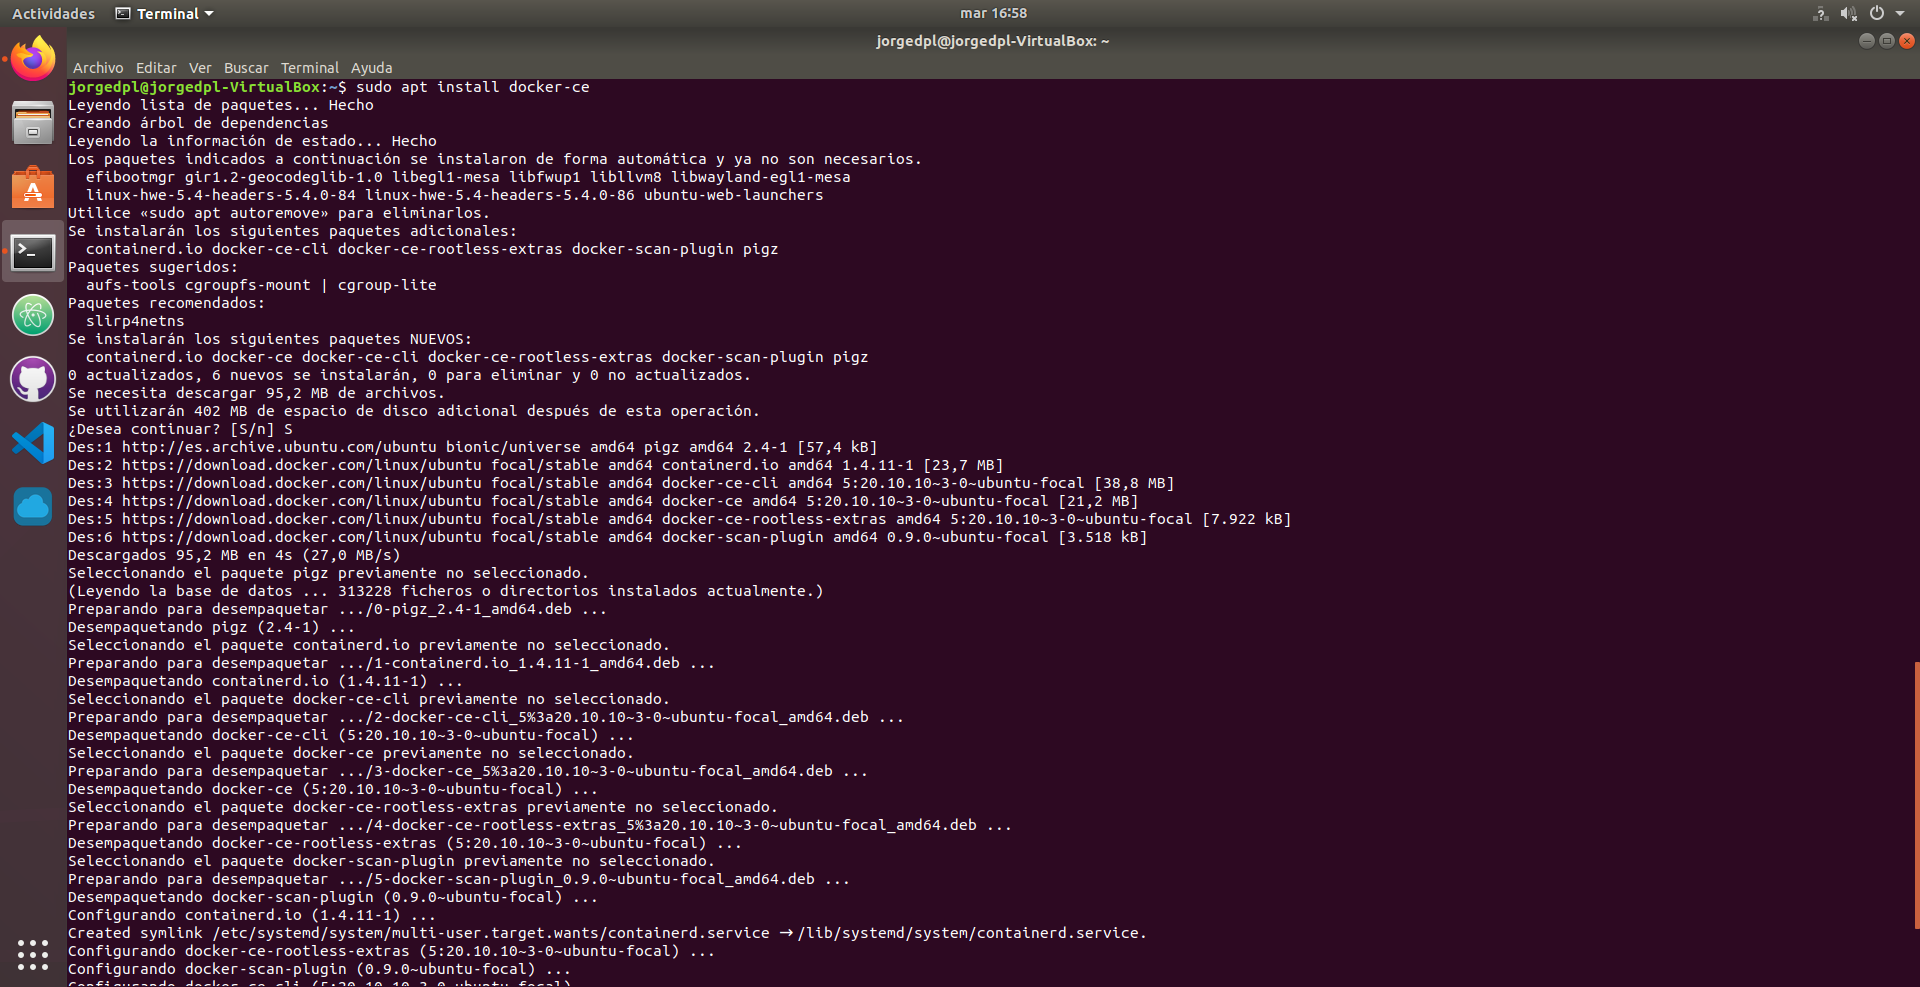 Actividades Terminal mar 16:58
jorgedpl@jorgedpl-VirtualBox: ~
Archivo Editar Ver Buscar Terminal Ayuda
jorgedpl@jorgedpl-VirtualBox:~$ sudo apt install docker-ce
Leyendo lista de paquetes... Hecho
Creando árbol de dependencias
Leyendo la información de estado... Hecho
Los paquetes indicados a continuación se instalaron de forma automática y ya no son necesarios.
  efibootmgr gir1.2-geocodeglib-1.0 libegl1-mesa libfwup1 libllvm8 libwayland-egl1-mesa
  linux-hwe-5.4-headers-5.4.0-84 linux-hwe-5.4-headers-5.4.0-86 ubuntu-web-launchers
Utilice «sudo apt autoremove» para eliminarlos.
Se instalarán los siguientes paquetes adicionales:
  containerd.io docker-ce-cli docker-ce-rootless-extras docker-scan-plugin pigz
Paquetes sugeridos:
  aufs-tools cgroupfs-mount | cgroup-lite
Paquetes recomendados:
  slirp4netns
Se instalarán los siguientes paquetes NUEVOS:
  containerd.io docker-ce docker-ce-cli docker-ce-rootless-extras docker-scan-plugin pigz
0 actualizados, 6 nuevos se instalarán, 0 para eliminar y 0 no actualizados.
Se necesita descargar 95,2 MB de archivos.
Se utilizarán 402 MB de espacio de disco adicional después de esta operación.
¿Desea continuar? [S/n] S
Des:1 http://es.archive.ubuntu.com/ubuntu bionic/universe amd64 pigz amd64 2.4-1 [57,4 kB]
Des:2 https://download.docker.com/linux/ubuntu focal/stable amd64 containerd.io amd64 1.4.11-1 [23,7 MB]
Des:3 https://download.docker.com/linux/ubuntu focal/stable amd64 docker-ce-cli amd64 5:20.10.10~3-0~ubuntu-focal [38,8 MB]
Des:4 https://download.docker.com/linux/ubuntu focal/stable amd64 docker-ce amd64 5:20.10.10~3-0~ubuntu-focal [21,2 MB]
Des:5 https://download.docker.com/linux/ubuntu focal/stable amd64 docker-ce-rootless-extras amd64 5:20.10.10~3-0~ubuntu-focal [7.922 kB]
Des:6 https://download.docker.com/linux/ubuntu focal/stable amd64 docker-scan-plugin amd64 0.9.0~ubuntu-focal [3.518 kB]
Descargados 95,2 MB en 4s (27,0 MB/s)
Seleccionando el paquete pigz previamente no seleccionado.
(Leyendo la base de datos ... 313228 ficheros o directorios instalados actualmente.)
Preparando para desempaquetar .../0-pigz_2.4-1_amd64.deb ...
Desempaquetando pigz (2.4-1) ...
Seleccionando el paquete containerd.io previamente no seleccionado.
Preparando para desempaquetar .../1-containerd.io_1.4.11-1_amd64.deb ...
Desempaquetando containerd.io (1.4.11-1) ...
Seleccionando el paquete docker-ce-cli previamente no seleccionado.
Preparando para desempaquetar .../2-docker-ce-cli_5%3a20.10.10~3-0~ubuntu-focal_amd64.deb ...
Desempaquetando docker-ce-cli (5:20.10.10~3-0~ubuntu-focal) ...
Seleccionando el paquete docker-ce previamente no seleccionado.
Preparando para desempaquetar .../3-docker-ce_5%3a20.10.10~3-0~ubuntu-focal_amd64.deb ...
Desempaquetando docker-ce (5:20.10.10~3-0~ubuntu-focal) ...
Seleccionando el paquete docker-ce-rootless-extras previamente no seleccionado.
Preparando para desempaquetar .../4-docker-ce-rootless-extras_5%3a20.10.10~3-0~ubuntu-focal_amd64.deb ...
Desempaquetando docker-ce-rootless-extras (5:20.10.10~3-0~ubuntu-focal) ...
Seleccionando el paquete docker-scan-plugin previamente no seleccionado.
Preparando para desempaquetar .../5-docker-scan-plugin_0.9.0~ubuntu-focal_amd64.deb ...
Desempaquetando docker-scan-plugin (0.9.0~ubuntu-focal) ...
Configurando containerd.io (1.4.11-1) ...
Created symlink /etc/systemd/system/multi-user.target.wants/containerd.service → /lib/systemd/system/containerd.service.
Configurando docker-ce-rootless-extras (5:20.10.10~3-0~ubuntu-focal) ...
Configurando docker-scan-plugin (0.9.0~ubuntu-focal) ...
Configurando docker-ce-cli (5:20.10.10~3-0~ubuntu-focal)